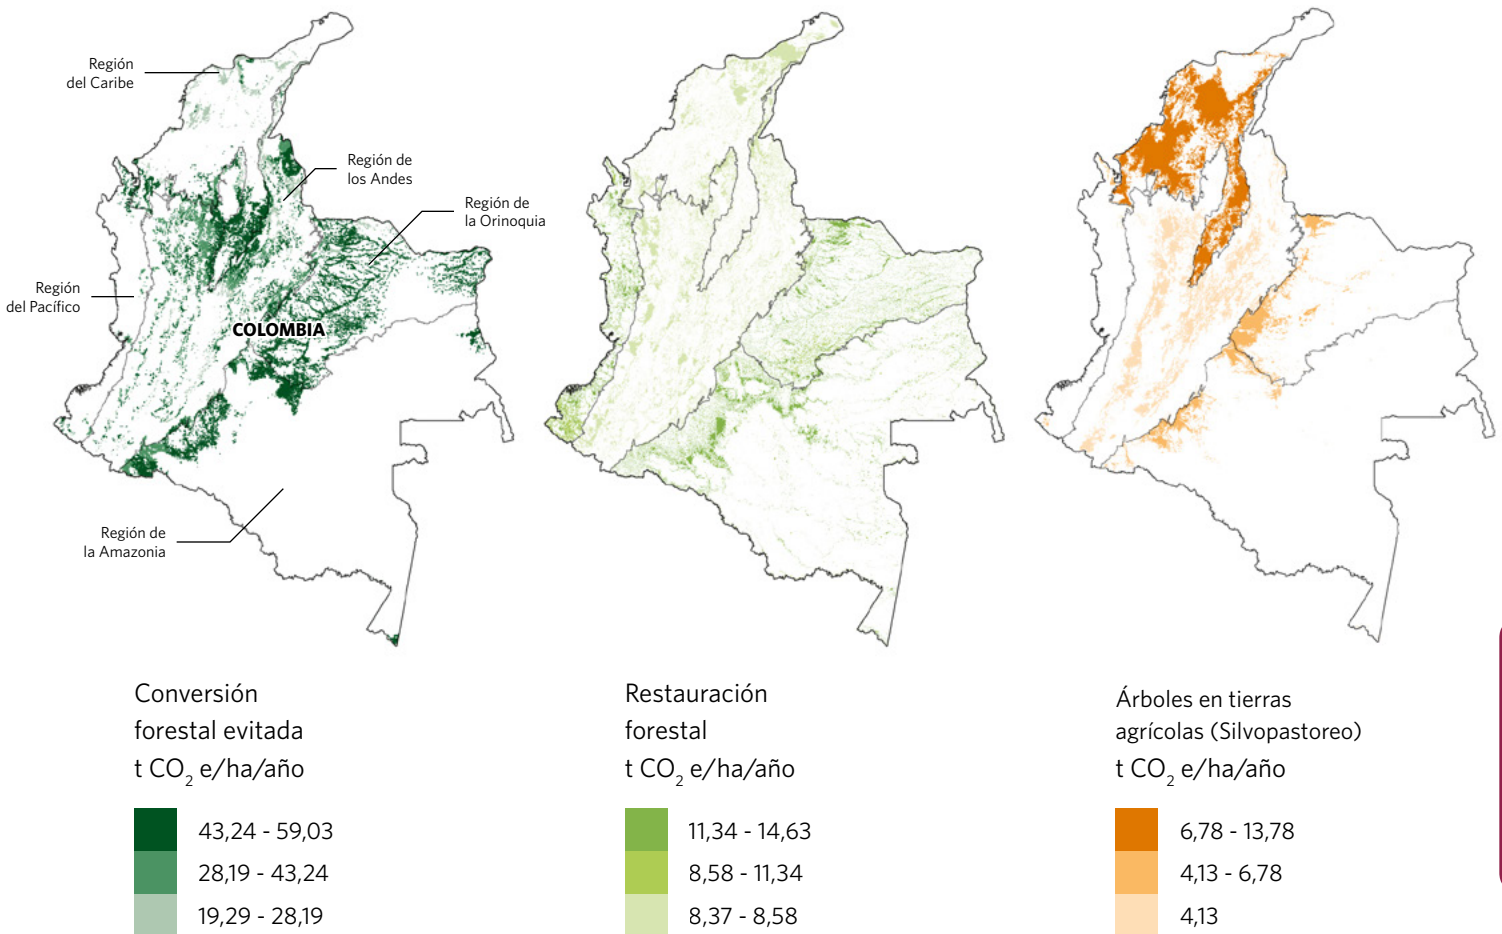 Región
del Caribe
Región de
los Andes
Región de
la Orinoquia
Región
del Pacífico
COLOMBIA
Región de
la Amazonia
Conversión
forestal evitada
t CO₂ e/ha/año
43,24 - 59,03
28,19 - 43,24
19,29 - 28,19
Restauración
forestal
t CO₂ e/ha/año
11,34 - 14,63
8,58 - 11,34
8,37 - 8,58
Árboles en tierras
agrícolas (Silvopastoreo)
t CO₂ e/ha/año
6,78 - 13,78
4,13 - 6,78
4,13